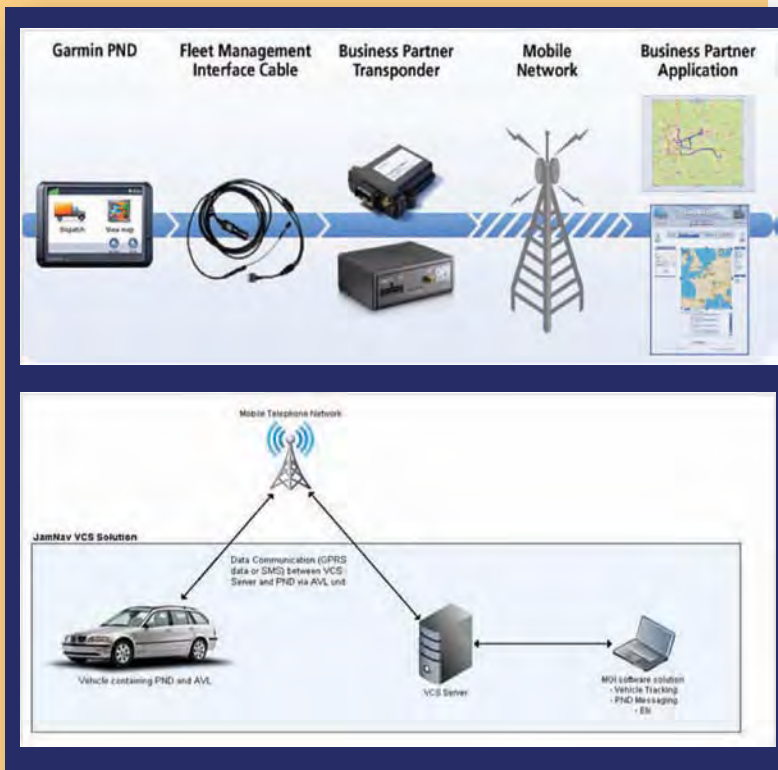 Garmin PND
Fleet Management
Interface Cable
Business Partner
Transponder
Mobile
Network
Business Partner
Application
Dispatch
View map
Mobile Telephone Network
JamNav VCS Solution
Data Communication (GPRS
data or SMS) between VCS
Server and PND via AVL unit
Vehicle containing PND and AVL
VCS Server
MOI software solution
- Vehicle Tracking
- PND Messaging